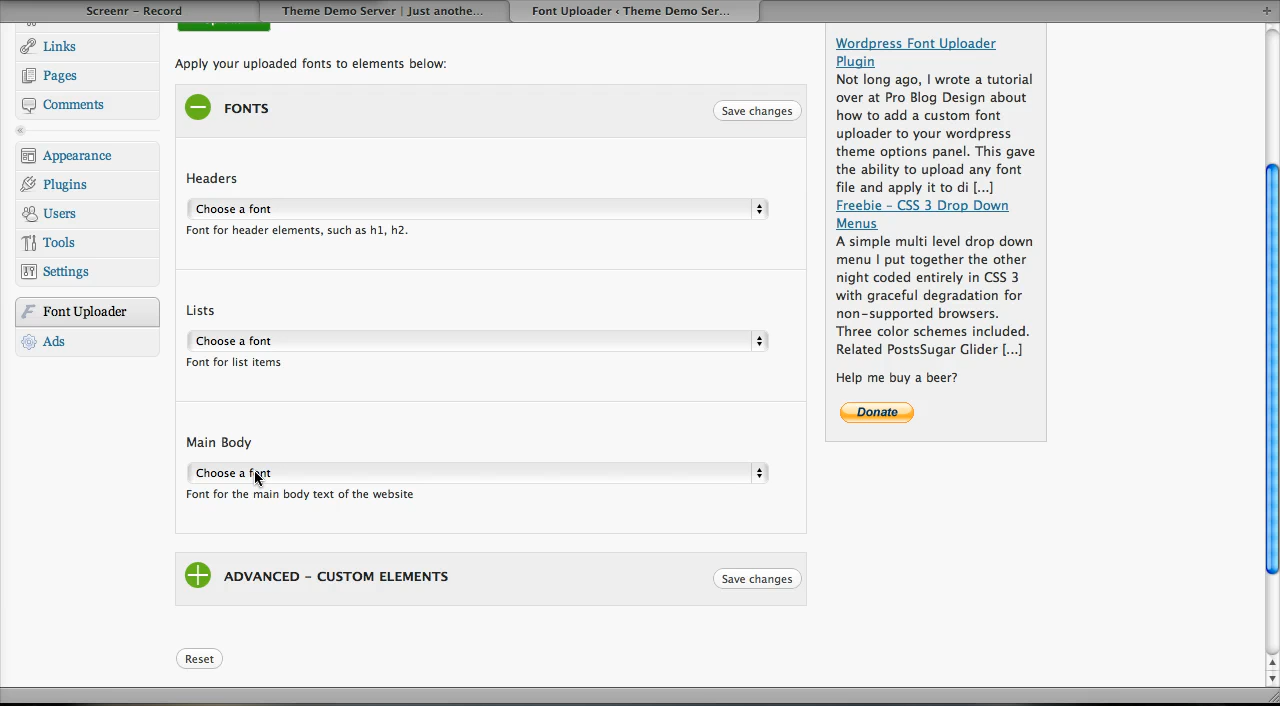 Screenr – Record
Theme Demo Server | Just anothe...
Font Uploader ‹ Theme Demo Ser...
Links
Pages
Comments
Appearance
Plugins
Users
Tools
Settings
Font Uploader
Ads
Apply your uploaded fonts to elements below:
FONTS
Save changes
Headers
Choose a font
Font for header elements, such as h1, h2.
Lists
Choose a font
Font for list items
Main Body
Choose a font
Font for the main body text of the website
ADVANCED – CUSTOM ELEMENTS
Save changes
Reset
Wordpress Font Uploader
Plugin
Not long ago, I wrote a tutorial
over at Pro Blog Design about
how to add a custom font
uploader to your wordpress
theme options panel. This gave
the ability to upload any font
file and apply it to di [...]
Freebie – CSS 3 Drop Down
Menus
A simple multi level drop down
menu I put together the other
night coded entirely in CSS 3
with graceful degradation for
non-supported browsers.
Three color schemes included.
Related PostsSugar Glider [...]
Help me buy a beer?
Donate